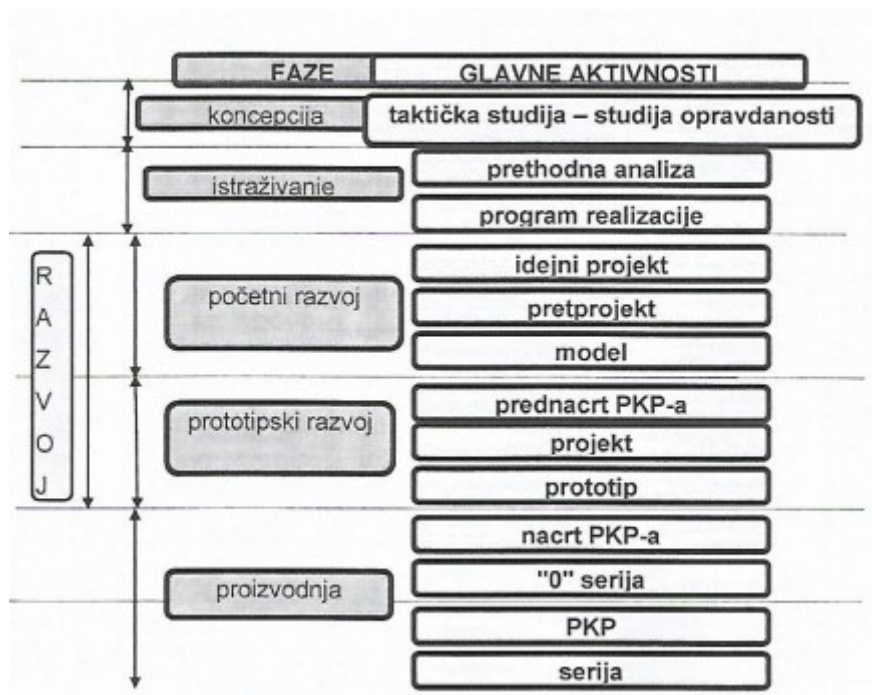 FAZE GLAVNE AKTIVNOSTI
koncepcija taktička studija – studija opravdanosti
istraživanje prethodna analiza
program realizacije
RAZVOJ
početni razvoj idejni projekt
pretprojekt
model
prototipski razvoj prednacrt PKP-a
projekt
prototip
proizvodnja nacrt PKP-a
"0" serija
PKP
serija